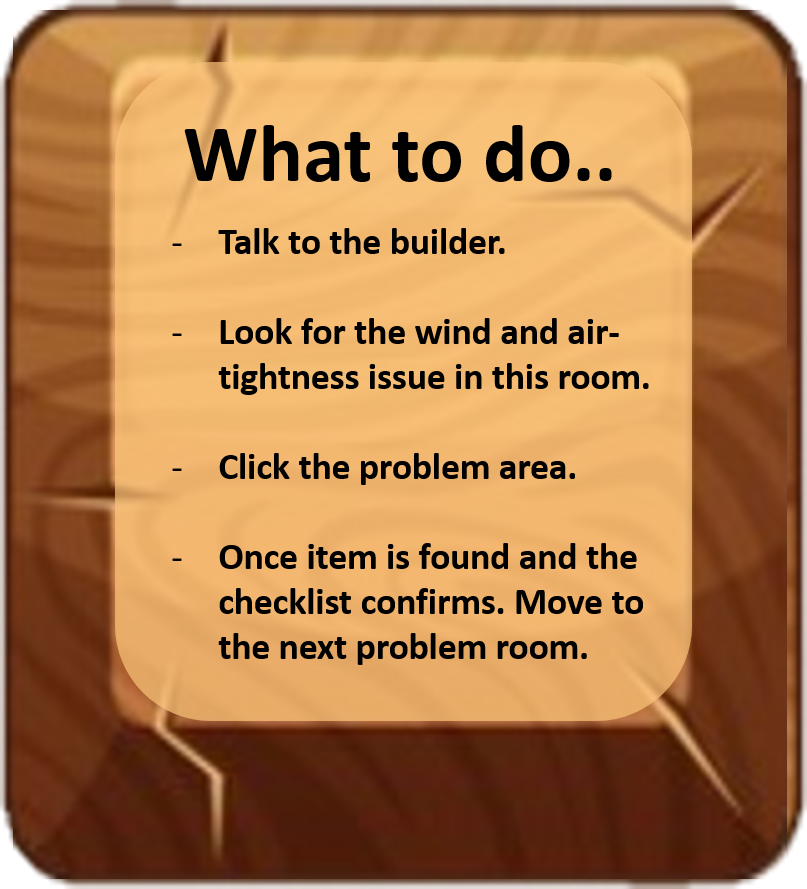 What to do..
- Talk to the builder.
- Look for the wind and air-
tightness issue in this room.
- Click the problem area.
- Once item is found and the
checklist confirms. Move to
the next problem room.